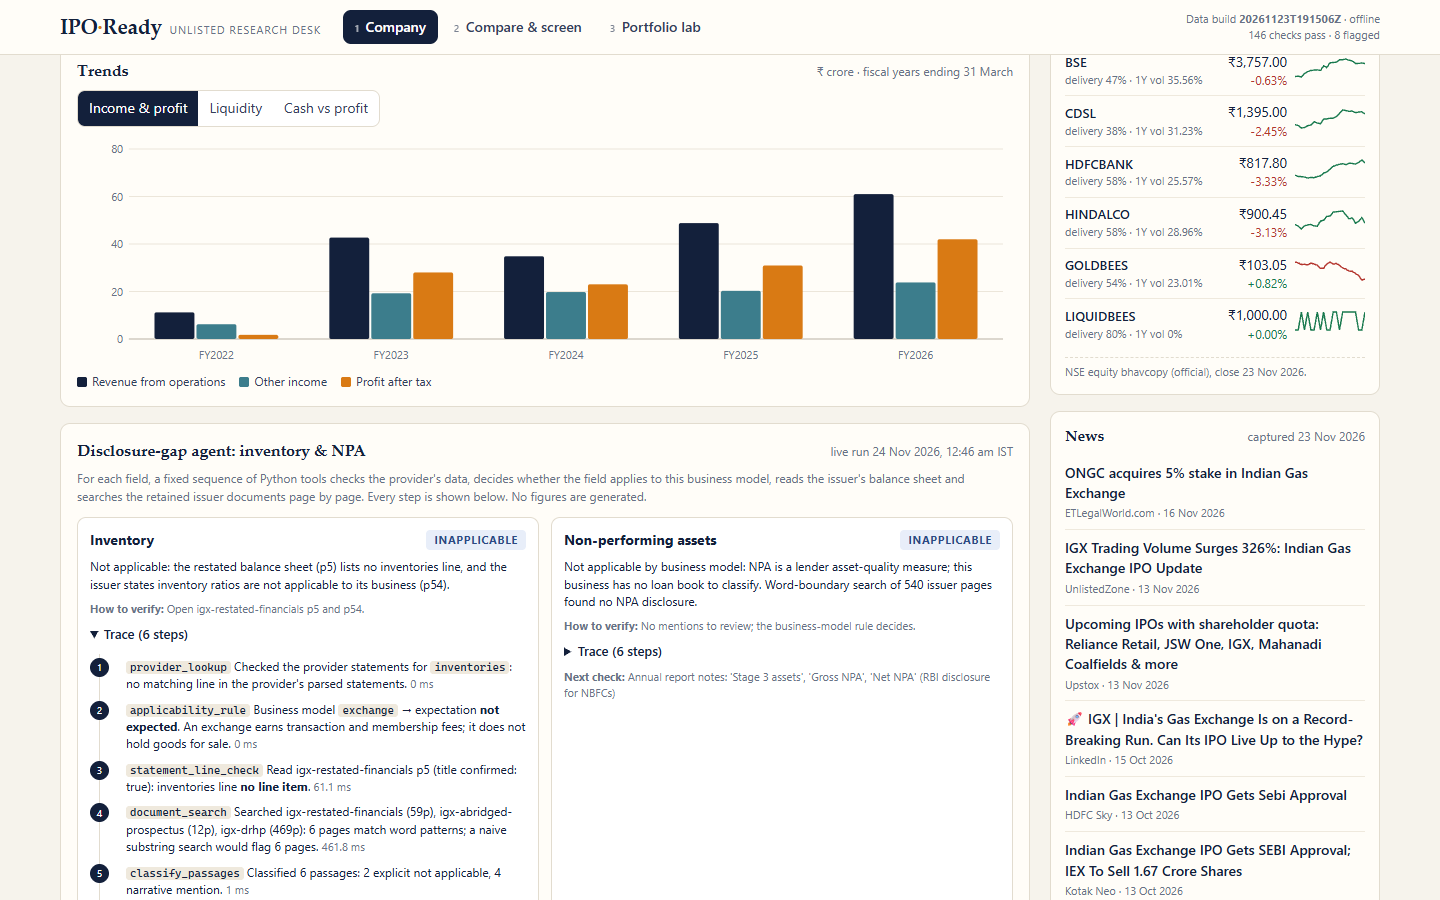 IPO·Ready UNLISTED RESEARCH DESK
1 Company
2 Compare & screen
3 Portfolio lab
Data build 20261123T191506Z · offline
146 checks pass · 8 flagged
Trends
₹ crore · fiscal years ending 31 March
Income & profit
Liquidity
Cash vs profit
80
60
40
20
0
FY2022
FY2023
FY2024
FY2025
FY2026
Revenue from operations
Other income
Profit after tax
Disclosure-gap agent: inventory & NPA
live run 24 Nov 2026, 12:46 am IST
For each field, a fixed sequence of Python tools checks the provider's data, decides whether the field applies to this business model, reads the issuer's balance sheet and
searches the retained issuer documents page by page. Every step is shown below. No figures are generated.
Inventory
INAPPLICABLE
Not applicable: the restated balance sheet (p5) lists no inventories line, and the
issuer states inventory ratios are not applicable to its business (p54).
How to verify: Open igx-restated-financials p5 and p54.
▼ Trace (6 steps)
1 provider_lookup Checked the provider statements for inventories:
no matching line in the provider's parsed statements. 0 ms
2 applicability_rule Business model exchange → expectation not
expected. An exchange earns transaction and membership fees; it does not
hold goods for sale. 0 ms
3 statement_line_check Read igx-restated-financials p5 (title confirmed:
true): inventories line no line item. 61.1 ms
4 document_search Searched igx-restated-financials (59p), igx-abridged-
prospectus (12p), igx-drhp (469p): 6 pages match word patterns; a naive
substring search would flag 6 pages. 461.8 ms
5 classify_passages Classified 6 passages: 2 explicit not applicable, 4
narrative mention. 1 ms
Non-performing assets
INAPPLICABLE
Not applicable by business model: NPA is a lender asset-quality measure; this
business has no loan book to classify. Word-boundary search of 540 issuer pages
found no NPA disclosure.
How to verify: No mentions to review; the business-model rule decides.
▶ Trace (6 steps)
Next check: Annual report notes: 'Stage 3 assets', 'Gross NPA', 'Net NPA' (RBI disclosure
for NBFCs)
BSE ₹3,757.00
delivery 47% · 1Y vol 35.56% -0.63%
CDSL ₹1,395.00
delivery 38% · 1Y vol 31.23% -2.45%
HDFCBANK ₹817.80
delivery 58% · 1Y vol 25.57% -3.33%
HINDALCO ₹900.45
delivery 58% · 1Y vol 28.96% -3.13%
GOLDBEES ₹103.05
delivery 54% · 1Y vol 23.01% +0.82%
LIQUIDBEES ₹1,000.00
delivery 80% · 1Y vol 0% +0.00%
NSE equity bhavcopy (official), close 23 Nov 2026.
News
captured 23 Nov 2026
ONGC acquires 5% stake in Indian Gas
Exchange
ETLegalWorld.com · 16 Nov 2026
IGX Trading Volume Surges 326%: Indian Gas
Exchange IPO Update
UnlistedZone · 13 Nov 2026
Upcoming IPOs with shareholder quota:
Reliance Retail, JSW One, IGX, Mahanadi
Coalfields & more
Upstox · 13 Nov 2026
🚀 IGX | India's Gas Exchange Is on a Record-
Breaking Run. Can Its IPO Live Up to the Hype?
LinkedIn · 15 Oct 2026
Indian Gas Exchange IPO Gets Sebi Approval
HDFC Sky · 13 Oct 2026
Indian Gas Exchange IPO Gets SEBI Approval;
IEX To Sell 1.67 Crore Shares
Kotak Neo · 13 Oct 2026